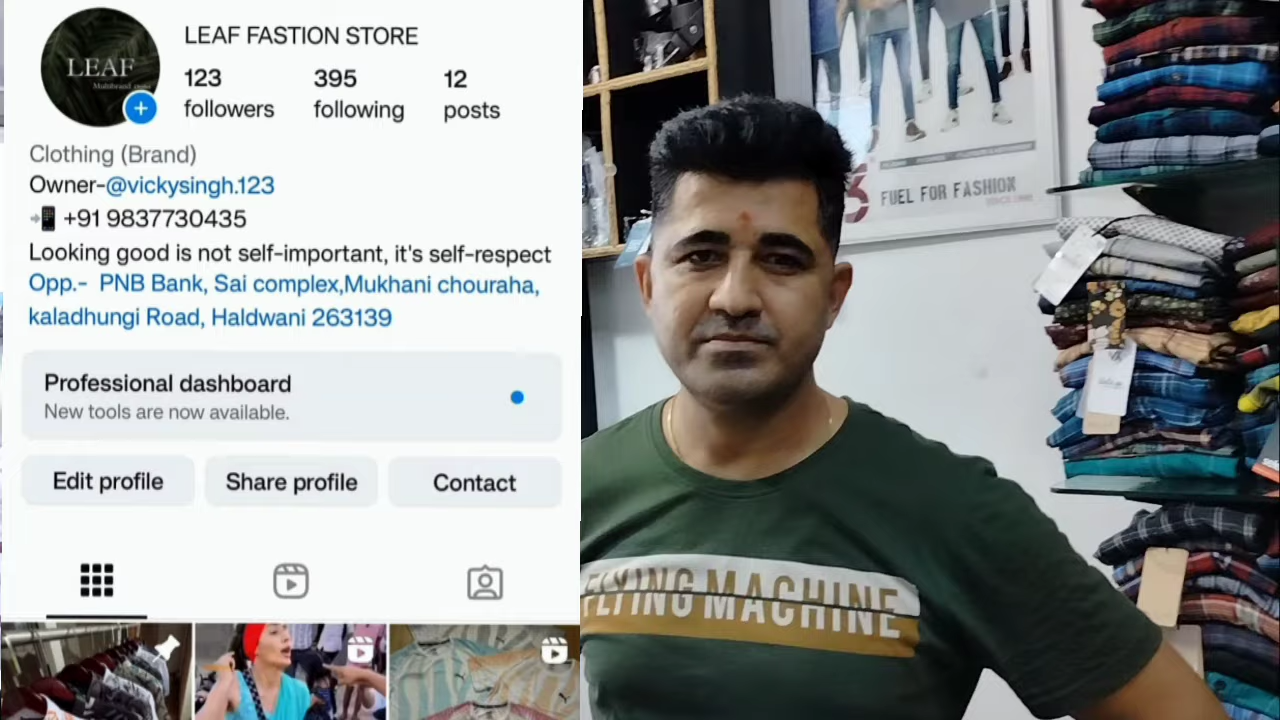 LEAF
LEAF FASTION STORE
123
395
12
followers
following
posts
Clothing (Brand)
Owner-@vickysingh.123
+91 9837730435
Looking good is not self-important, it's self-respect
Opp.- PNB Bank, Sai complex,Mukhani chouraha,
kaladhungi Road, Haldwani 263139
Professional dashboard
New tools are now available.
Edit profile
Share profile
Contact
FUEL FOR FASHION
FLYING MACHINE